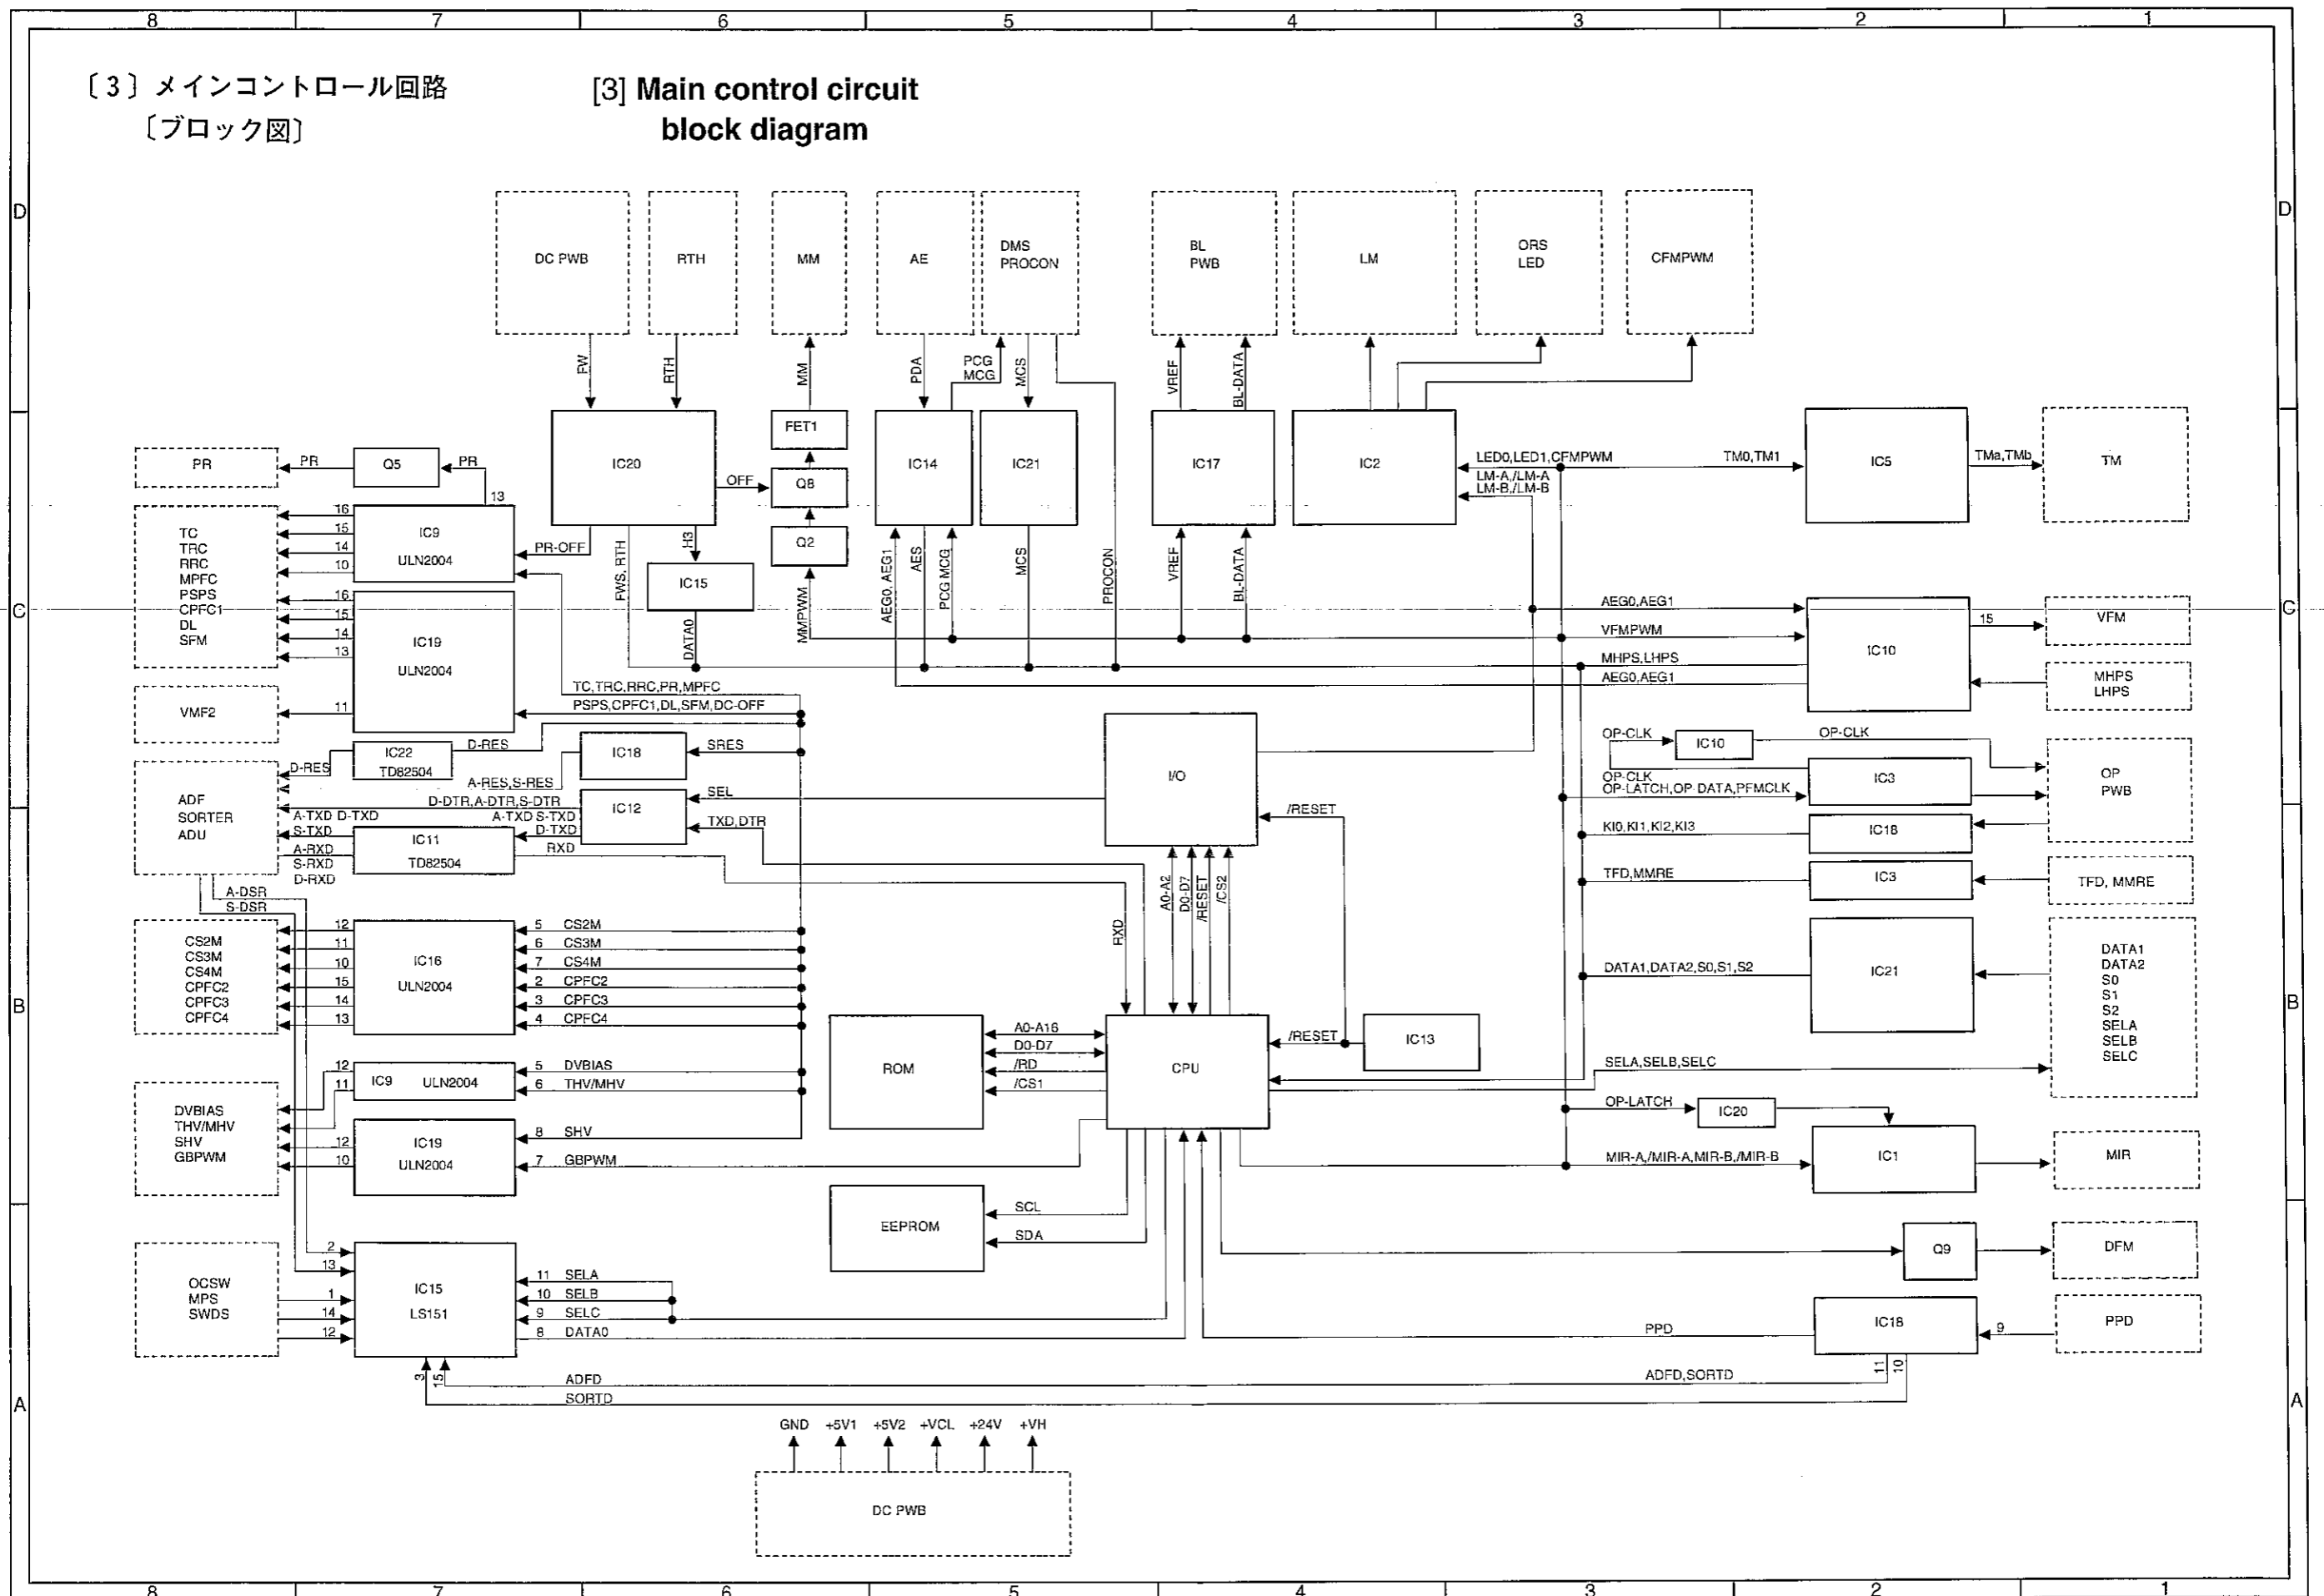 8 7 6 5 4 3 2 1
〔3〕メインコントロール回路
〔ブロック図〕
[3] Main control circuit
block diagram
D
D
DC PWB
RTH
MM
AE
DMS
PROCON
BL
PWB
LM
ORS
LED
CFMPWM
FW
RTH
MM
PDA
PCG
MCG
MCS
VREF
BL-DATA
PR
PR
Q5
PR
13
IC20
OFF
FET1
Q8
Q2
IC14
IC21
IC17
IC2
LED0,LED1,CFMPWM
LM-A,/LM-A
LM-B,/LM-B
TM0,TM1
IC5
TMa,TMb
TM
TC
TRC
RRC
MPFC
PSPS
CPFC1
DL
SFM
16
15
14
10
IC9
ULN2004
PR-OFF
FWS, RTH
H3
IC15
DATA0
MMPWM
AEG0, AEG1
AES
PCG MCG
MCS
PROCON
VREF
BL-DATA
C
C
16
15
14
13
IC19
ULN2004
11
VMF2
TC,TRC,RRC,PR,MPFC
PSPS,CPFC1,DL,SFM,DC-OFF
AEG0,AEG1
VFMPWM
MHPS,LHPS
AEG0,AEG1
IC10
15
VFM
MHPS
LHPS
D-RES
IC22
TD82504
D-RES
A-RES,S-RES
IC18
SRES
I/O
OP-CLK
IC10
OP-CLK
OP-CLK
OP-LATCH,OP-DATA,PFMCLK
IC3
OP
PWB
ADF
SORTER
ADU
D-DTR,A-DTR,S-DTR
A-TXD D-TXD
S-TXD
A-TXD S-TXD
D-TXD
IC12
SEL
TXD,DTR
/RESET
IC11
TD82504
RXD
A-RXD
S-RXD
D-RXD
A-DSR
S-DSR
KI0,KI1,KI2,KI3
IC18
TFD,MMRE
IC3
TFD, MMRE
RXD
A0-A2
D0-D7
/RESET
/CS2
CS2M
CS3M
CS4M
CPFC2
CPFC3
CPFC4
12
11
10
15
14
13
IC16
ULN2004
5 CS2M
6 CS3M
7 CS4M
2 CPFC2
3 CPFC3
4 CPFC4
DATA1,DATA2,S0,S1,S2
IC21
DATA1
DATA2
S0
S1
S2
SELA
SELB
SELC
B
B
ROM
A0-A16
D0-D7
/RD
/CS1
CPU
/RESET
IC13
SELA,SELB,SELC
DVBIAS
THV/MHV
SHV
GBPWM
12
11
IC9 ULN2004
5 DVBIAS
6 THV/MHV
12
10
IC19
ULN2004
8 SHV
7 GBPWM
OP-LATCH
IC20
MIR-A,/MIR-A,MIR-B,/MIR-B
IC1
MIR
EEPROM
SCL
SDA
Q9
DFM
OCSW
MPS
SWDS
2
13
1
14
12
IC15
LS151
11 SELA
10 SELB
9 SELC
8 DATA0
PPD
IC18
9
PPD
3
15
ADFD
SORTD
ADFD,SORTD
11
10
A
A
GND +5V1 +5V2 +VCL +24V +VH
DC PWB
8 7 6 5 4 3 2 1